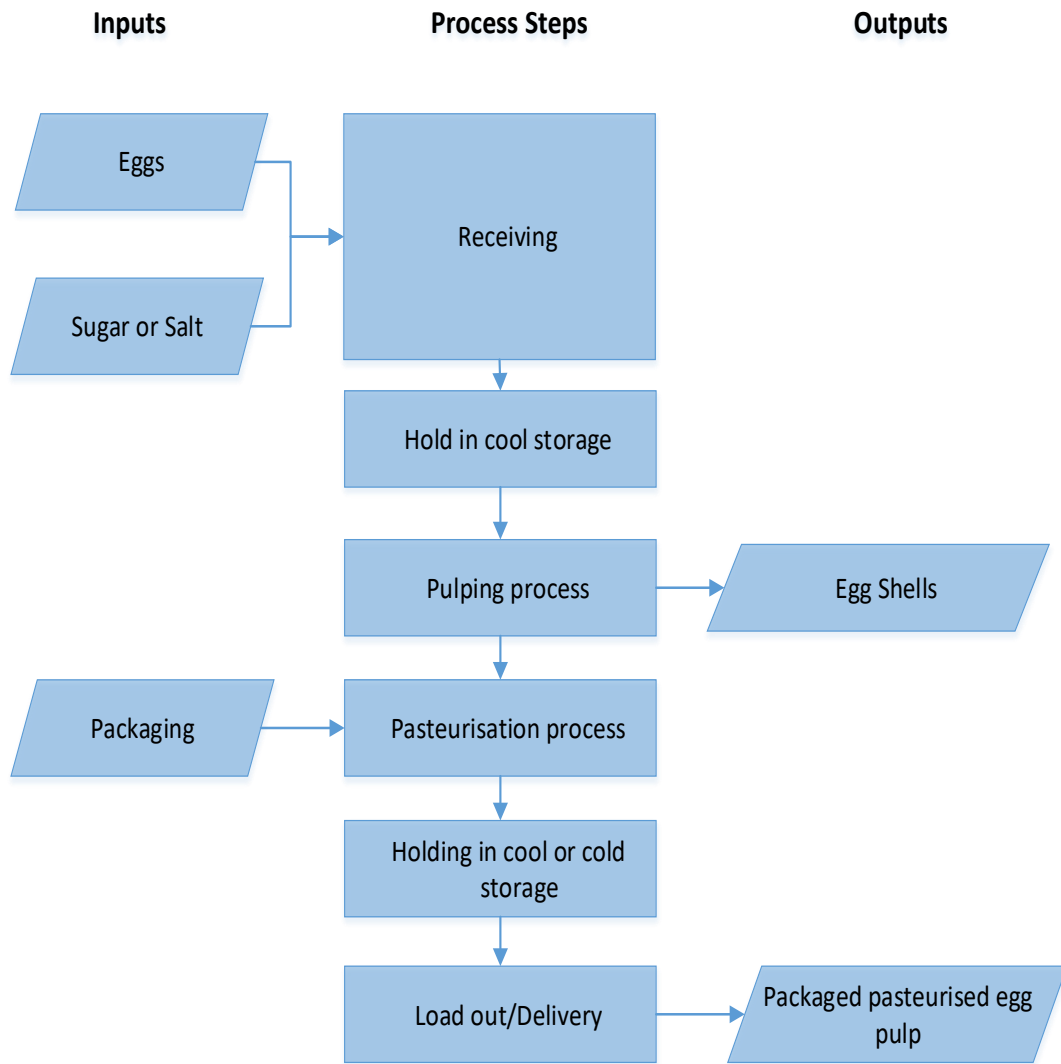 Inputs
Process Steps
Outputs
Eggs
Receiving
Sugar or Salt
Hold in cool storage
Pulping process
Egg Shells
Packaging
Pasteurisation process
Holding in cool or cold
storage
Load out/Delivery
Packaged pasteurised egg
pulp